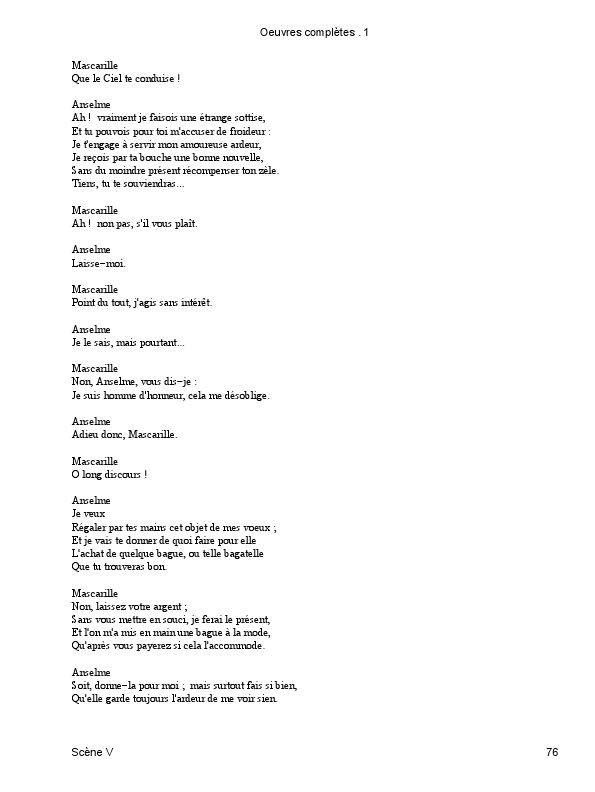 Oeuvres complètes . 1
Mascarille
Que le Ciel te conduise !
Anselme
Ah !  vraiment je faisois une étrange sottise,
Et tu pouvois pour toi m'accuser de froideur :
Je t'engage à servir mon amoureuse ardeur,
Je reçois par ta bouche une bonne nouvelle,
Sans du moindre présent récompenser ton zèle.
Tiens, tu te souviendras...
Mascarille
Ah !  non pas, s'il vous plaît.
Anselme
Laisse−moi.
Mascarille
Point du tout, j'agis sans intérêt.
Anselme
Je le sais, mais pourtant...
Mascarille
Non, Anselme, vous dis−je :
Je suis homme d'honneur, cela me désoblige.
Anselme
Adieu donc, Mascarille.
Mascarille
O long discours !
Anselme
Je veux
Régaler par tes mains cet objet de mes voeux ;
Et je vais te donner de quoi faire pour elle
L'achat de quelque bague, ou telle bagatelle
Que tu trouveras bon.
Mascarille
Non, laissez votre argent ;
Sans vous mettre en souci, je ferai le présent,
Et l'on m'a mis en main une bague à la mode,
Qu'après vous payerez si cela l'accommode.
Anselme
Soit, donne−la pour moi ;  mais surtout fais si bien,
Qu'elle garde toujours l'ardeur de me voir sien.
Scène V
76